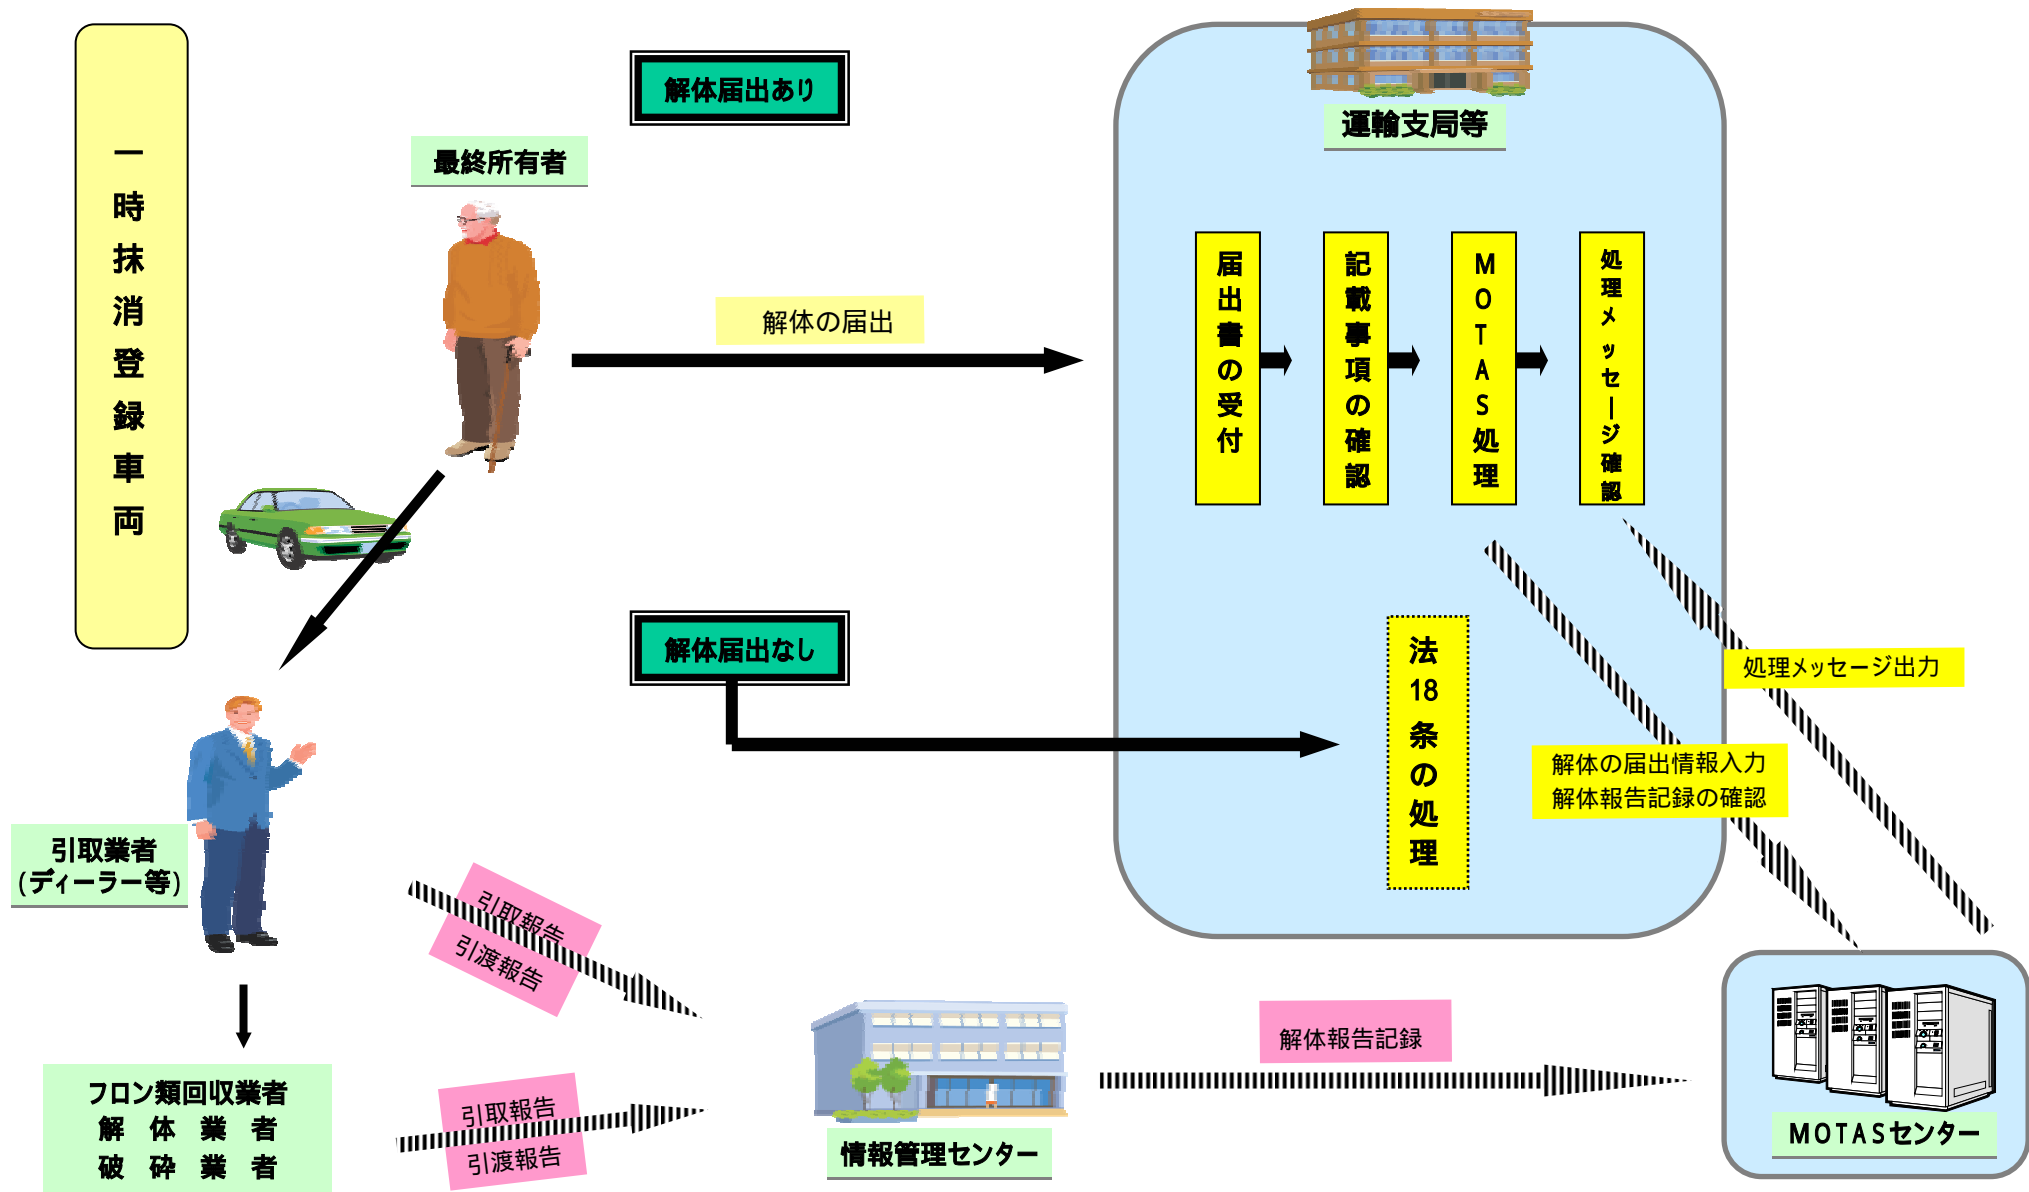 一時抹消登録車両
解体届出あり
運輸支局等
最終所有者
解体の届出
届出書の受付
記載事項の確認
MOTAS処理
処理メッセージ確認
解体届出なし
法18条の処理
処理メッセージ出力
解体の届出情報入力
解体報告記録の確認
引取業者
(ディーラー等)
引取報告
引渡報告
解体報告記録
フロン類回収業者
解体業者
破砕業者
引取報告
引渡報告
情報管理センター
MOTASセンター